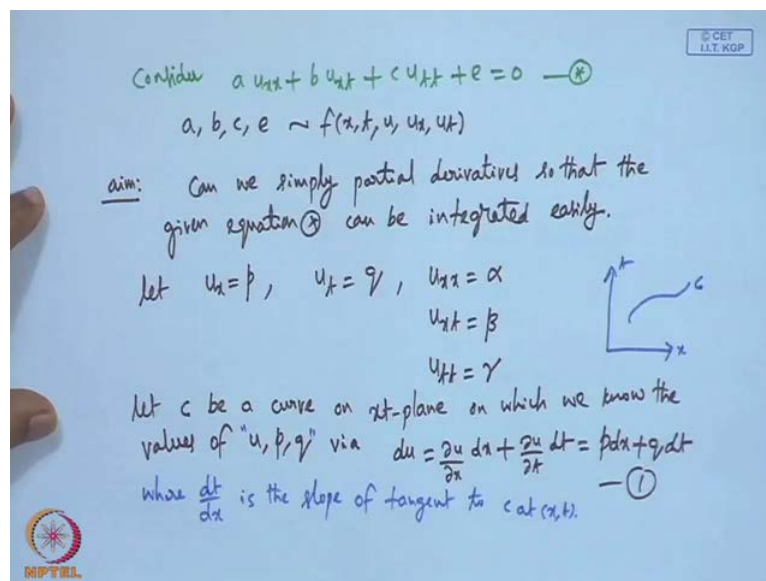 © CET
I.I.T. KGP
Consider a uxx + b uxt + c utt + e = 0 — ⊛
a, b, c, e ~ f(x, t, u, ux, ut)
aim: Can we simply partial derivatives so that the
given equation ⊛ can be integrated easily.
let ux = p, ut = q, uxx = α
uxt = β
utt = γ
t
c
x
let c be a curve on xt-plane on which we know the
values of "u, p, q" via du = ∂u/∂x dx + ∂u/∂t dt = pdx + qdt
— ①
where dt/dx is the slope of tangent to c at (x,t).
NPTEL